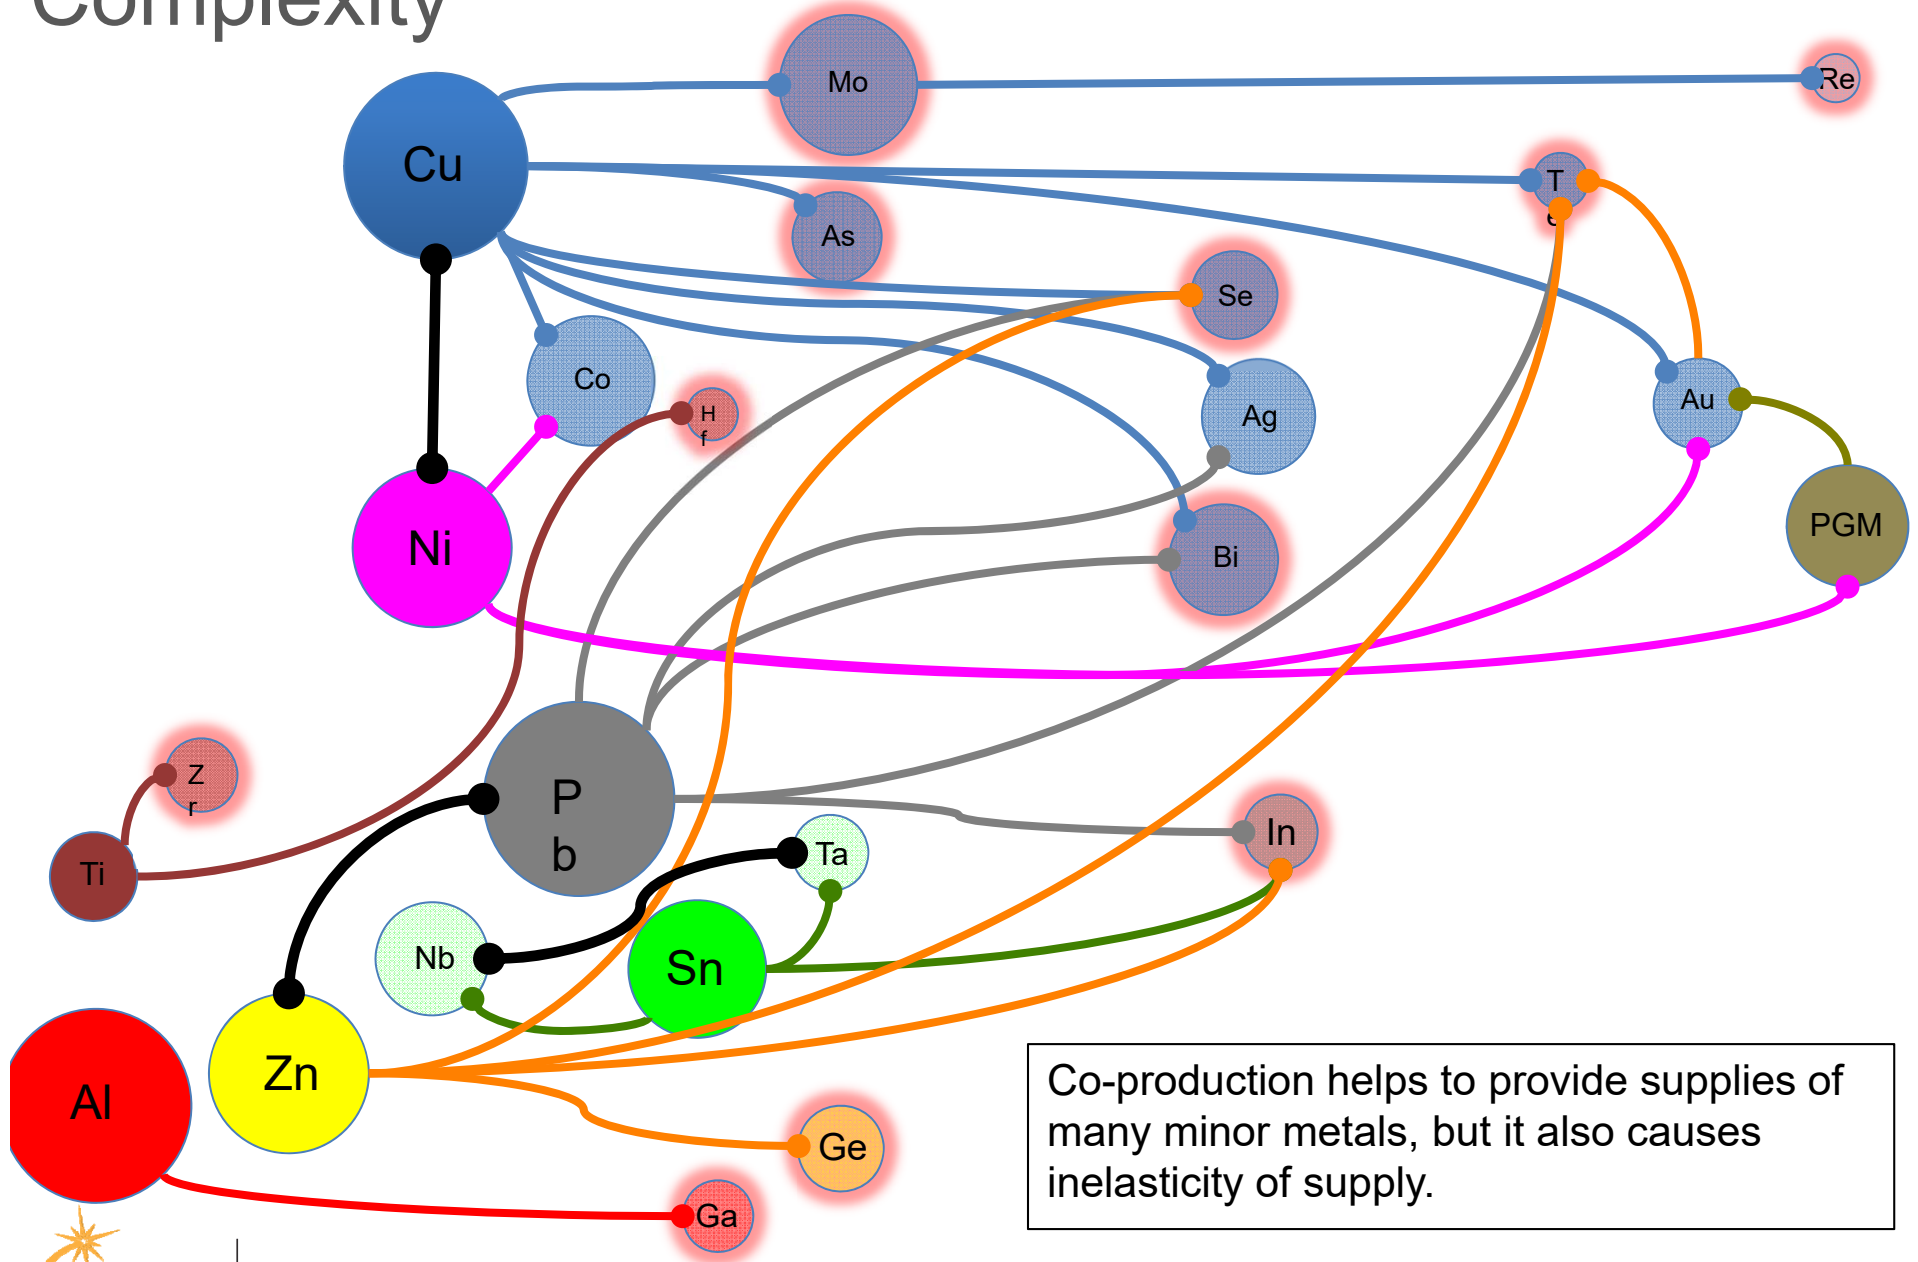 Complexity
Mo
Re
Cu
T
e
As
Se
Co
H
f
Ag
Au
Ni
Bi
PGM
Z
r
P
b
Ti
Ta
In
Nb
Sn
Al
Zn
Ge
Ga
Co-production helps to provide supplies of
many minor metals, but it also causes
inelasticity of supply.